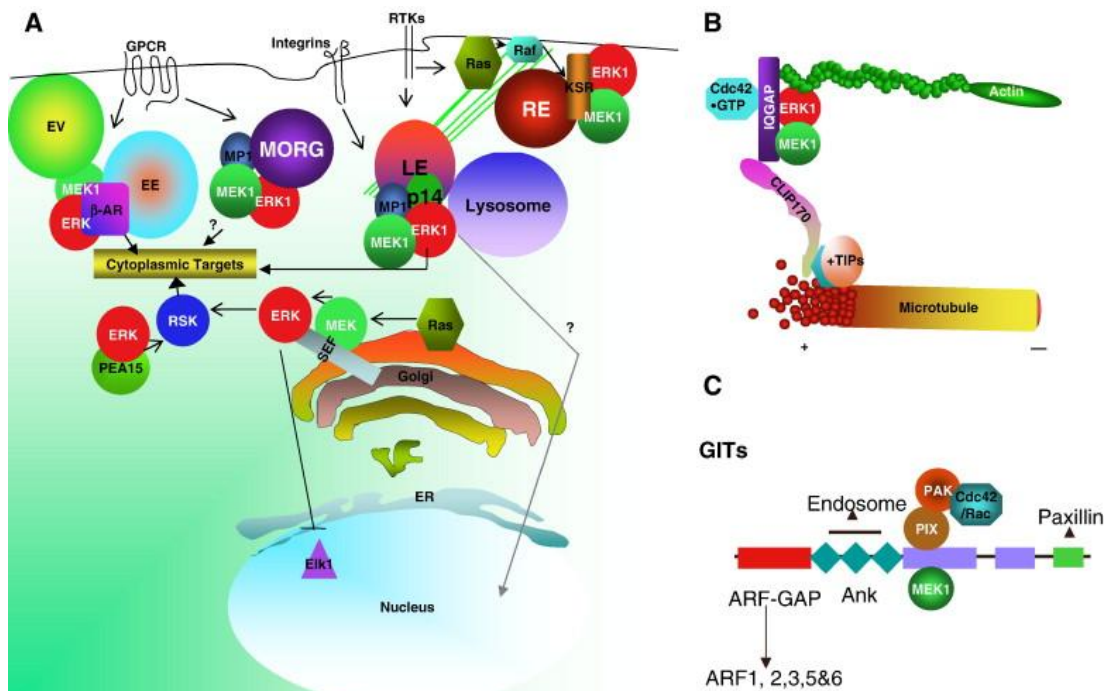 A
GPCR
Integrins
RTKs
Ras
Raf
KSR
ERK1
MEK1
RE
EV
EE
MEK1
β-AR
ERK
MP1
MORG
MEK1
ERK1
?
LE
p14
MP1
MEK1
ERK1
Lysosome
Cytoplasmic Targets
RSK
ERK
PEA15
ERK
MEK
SEF
Ras
Golgi
?
ER
Elk1
Nucleus
B
Cdc42
•GTP
IQGAP
ERK1
MEK1
Actin
CLIP170
+TIPs
Microtubule
+
—
C
GITs
Endosome
PAK
Cdc42
/Rac
PIX
Paxillin
MEK1
ARF-GAP
Ank
ARF1, 2,3,5&6